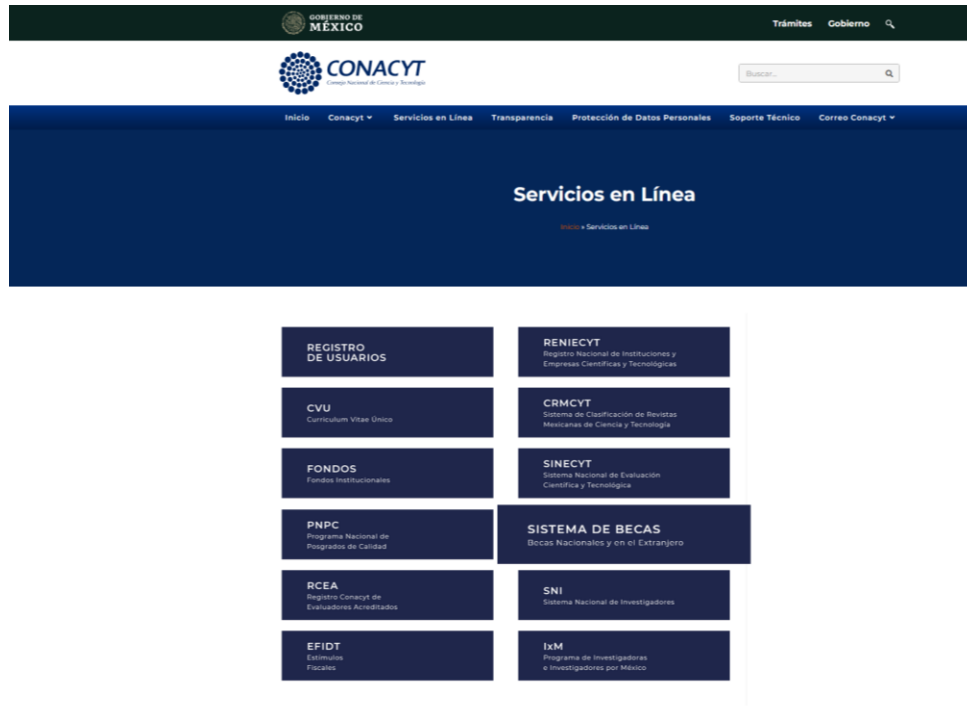 GOBIERNO DE
MÉXICO
Trámites Gobierno
CONACYT
Consejo Nacional de Ciencia y Tecnología
Buscar...
Inicio Conacyt Servicios en Línea Transparencia Protección de Datos Personales Soporte Técnico Correo Conacyt
Servicios en Línea
Inicio » Servicios en Línea
REGISTRO
DE USUARIOS
RENIECYT
Registro Nacional de Instituciones y
Empresas Científicas y Tecnológicas
CVU
Curriculum Vitae Único
CRMCYT
Sistema de Clasificación de Revistas
Mexicanas de Ciencia y Tecnología
FONDOS
Fondos Institucionales
SINECYT
Sistema Nacional de Evaluación
Científica y Tecnológica
PNPC
Programa Nacional de
Posgrados de Calidad
SISTEMA DE BECAS
Becas Nacionales y en el Extranjero
RCEA
Registro Conacyt de
Evaluadores Acreditados
SNI
Sistema Nacional de Investigadores
EFIDT
Estímulos
Fiscales
IxM
Programa de Investigadoras
e Investigadores por México